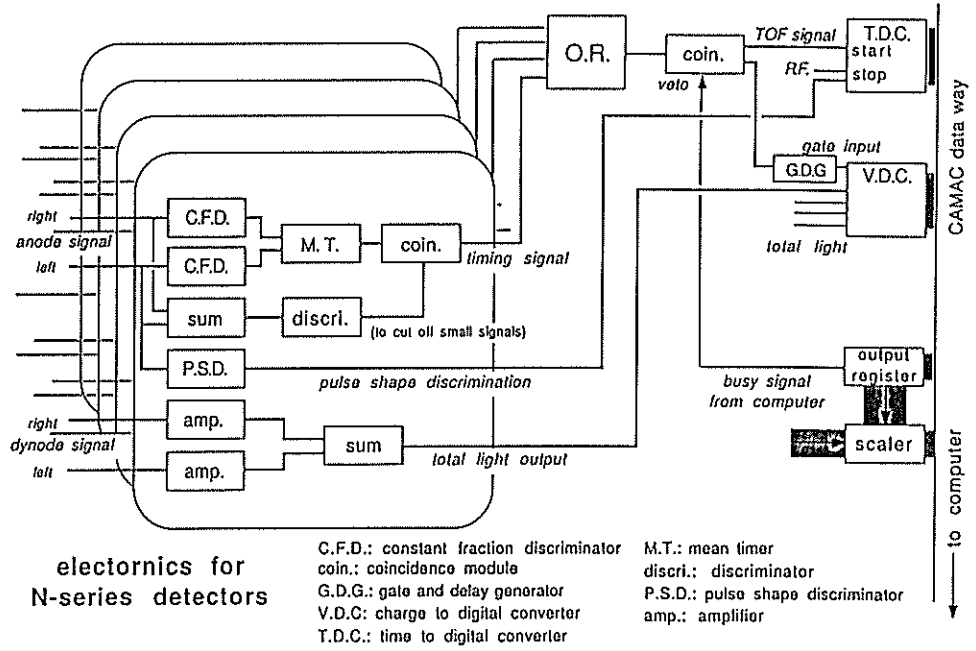 O.R.
coin.
TOF signal
T.D.C.
start
RF.
stop
veto
gate input
G.D.G
V.D.C.
total light
CAMAC data way
right
anode signal
left
C.F.D.
C.F.D.
M.T.
coin.
timing signal
sum
discri.
(to cut off small signals)
P.S.D.
pulse shape discrimination
busy signal
from computer
output
register
scaler
right
dynode signal
left
amp.
amp.
sum
total light output
to computer
electornics for
N-series detectors
C.F.D.: constant fraction discriminator
coin.: coincidence module
G.D.G.: gate and delay generator
V.D.C: charge to digital converter
T.D.C.: time to digital converter
M.T.: mean timer
discri.: discriminator
P.S.D.: pulse shape discriminator
amp.: amplifier